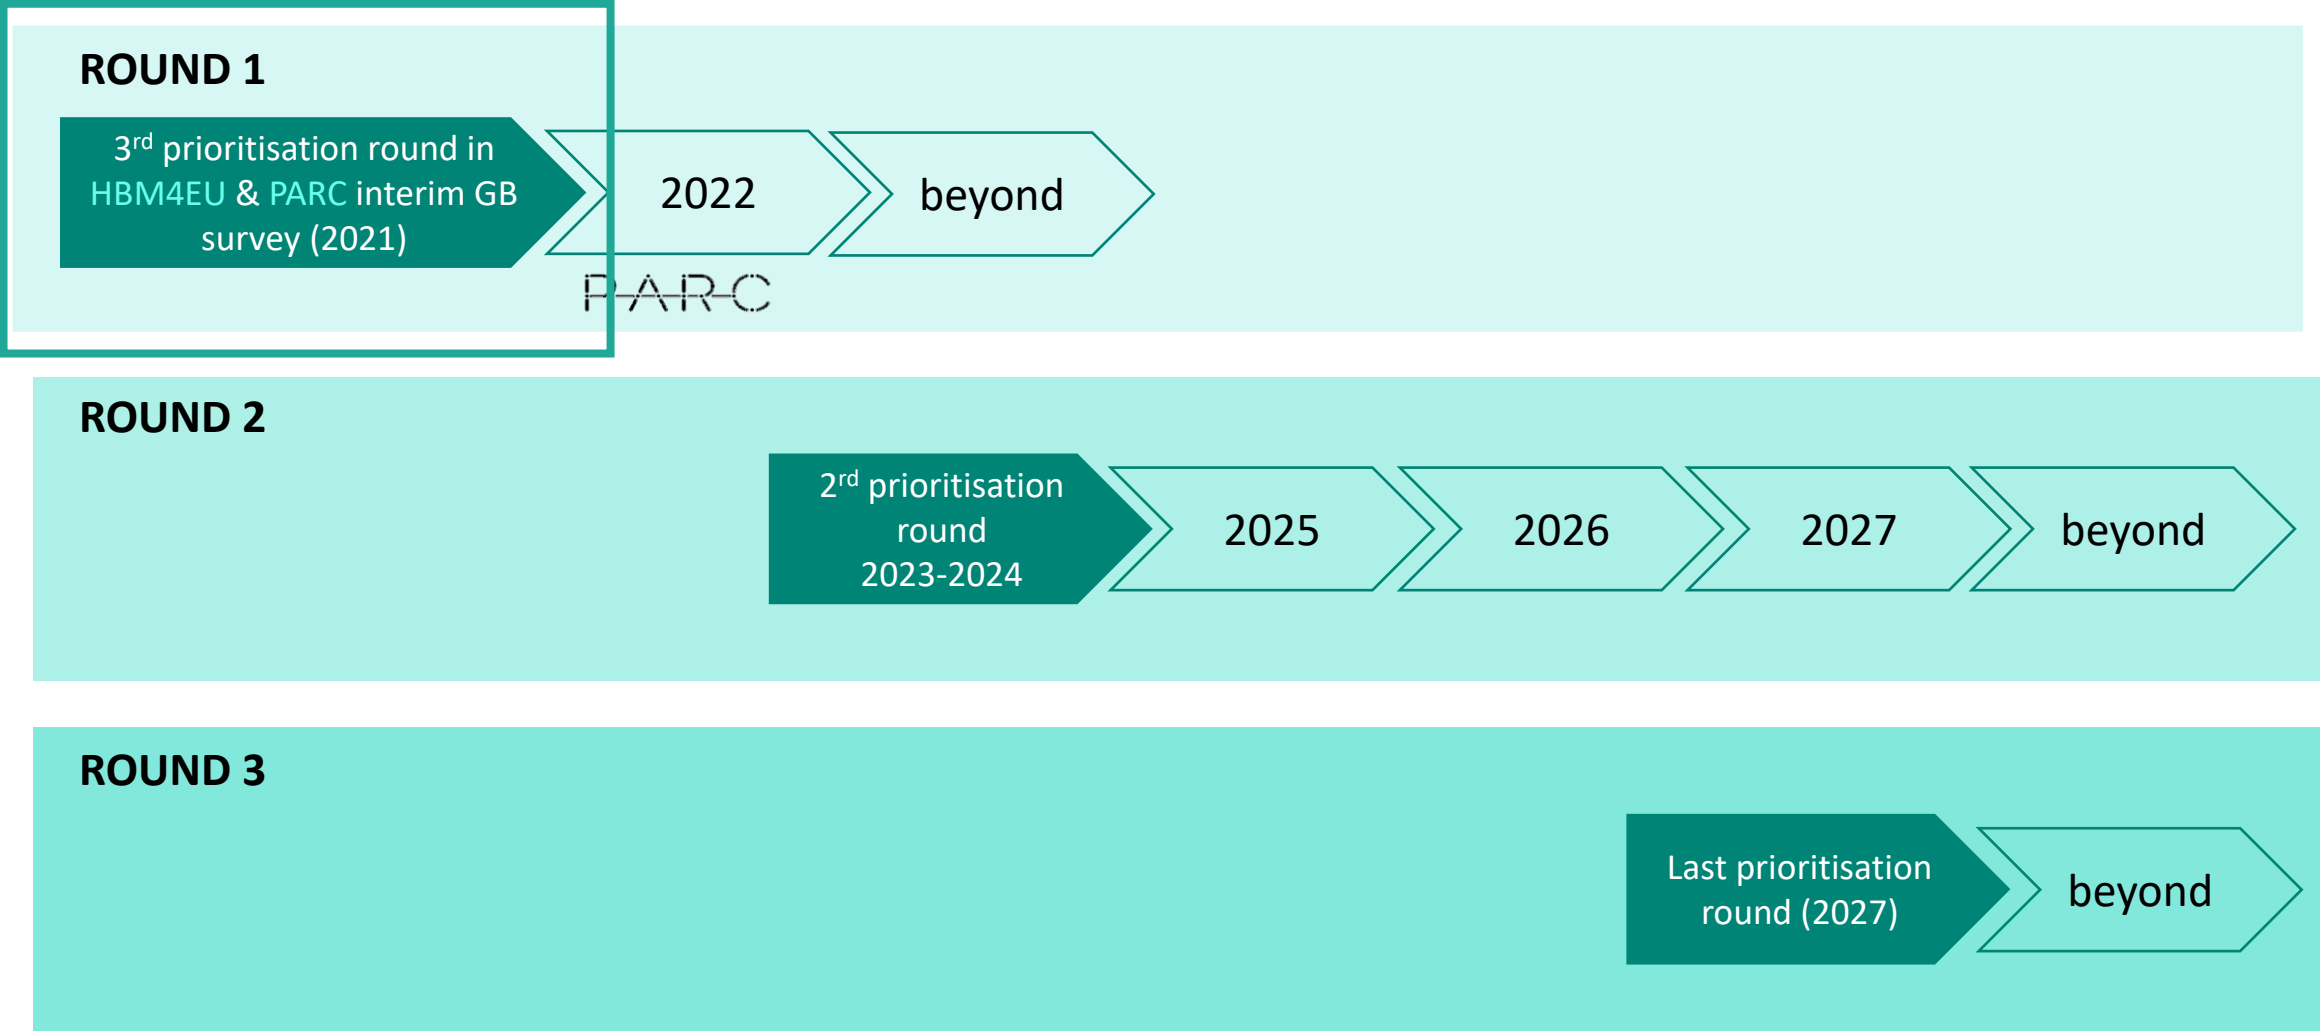 ROUND 1
3rd prioritisation round in
HBM4EU & PARC interim GB
survey (2021)
2022
beyond
PARC
ROUND 2
2rd prioritisation
round
2023-2024
2025
2026
2027
beyond
ROUND 3
Last prioritisation
round (2027)
beyond